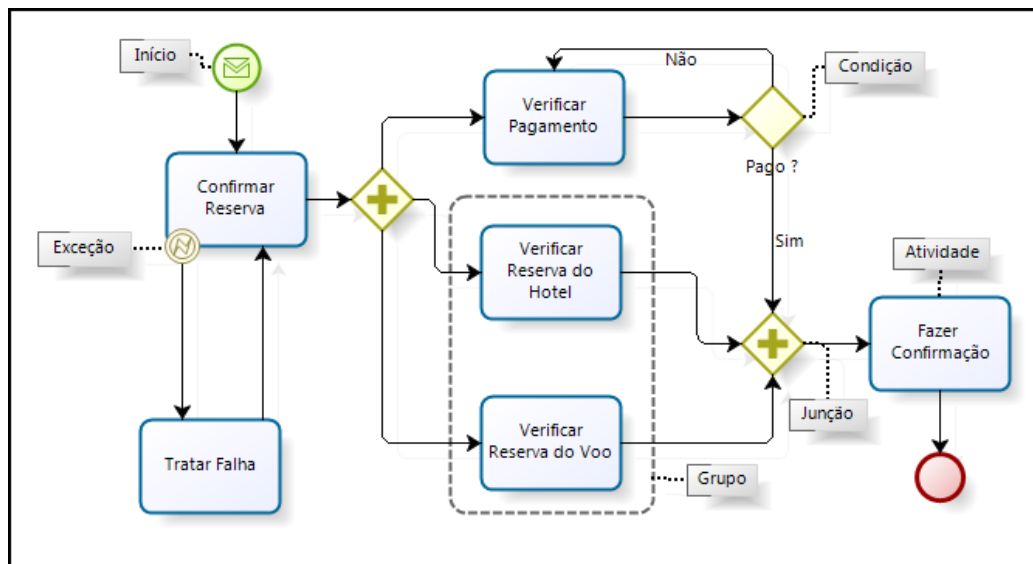 Início
Não
Condição
Verificar
Pagamento
Pago ?
Confirmar
Reserva
Exceção
Verificar
Reserva do
Hotel
Sim
Atividade
Fazer
Confirmação
Junção
Tratar Falha
Verificar
Reserva do Voo
Grupo